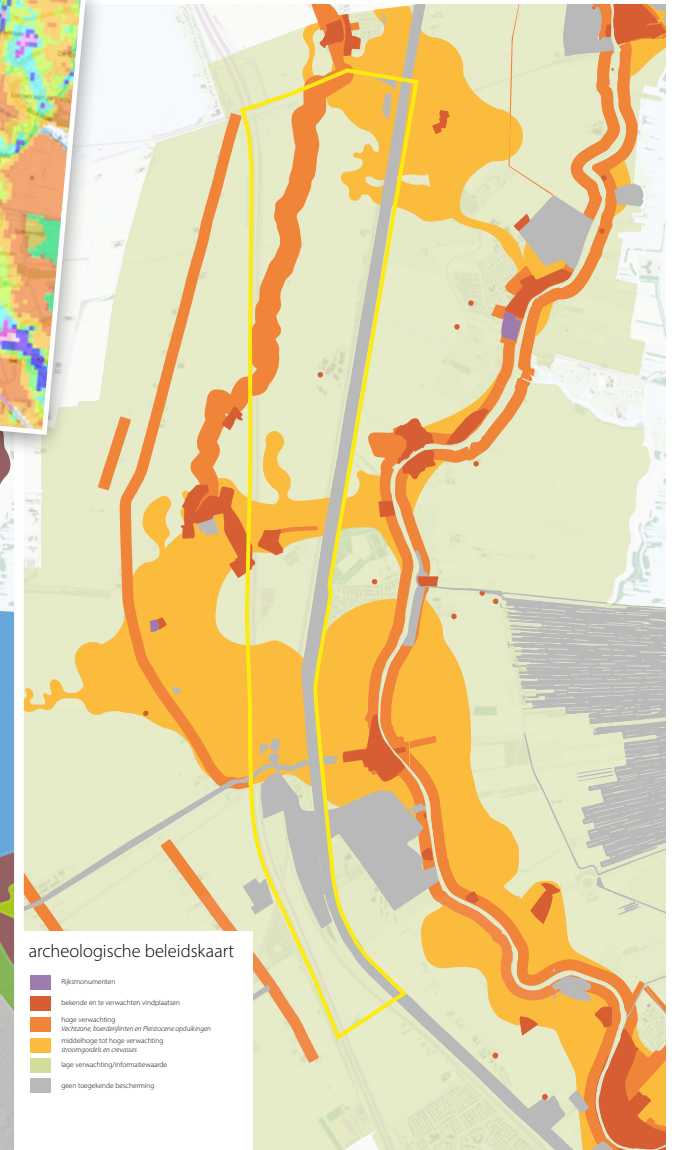 archeologische beleidskaart
Rijksmonumenten
bekende en te verwachten vindplaatsen
hoge verwachting
Vechtzone, boerderijlinten en Pleistocene opduikingen
middelhoge tot hoge verwachting
stroomgordels en crevasses
lage verwachting/informatiewaarde
geen toegekende bescherming